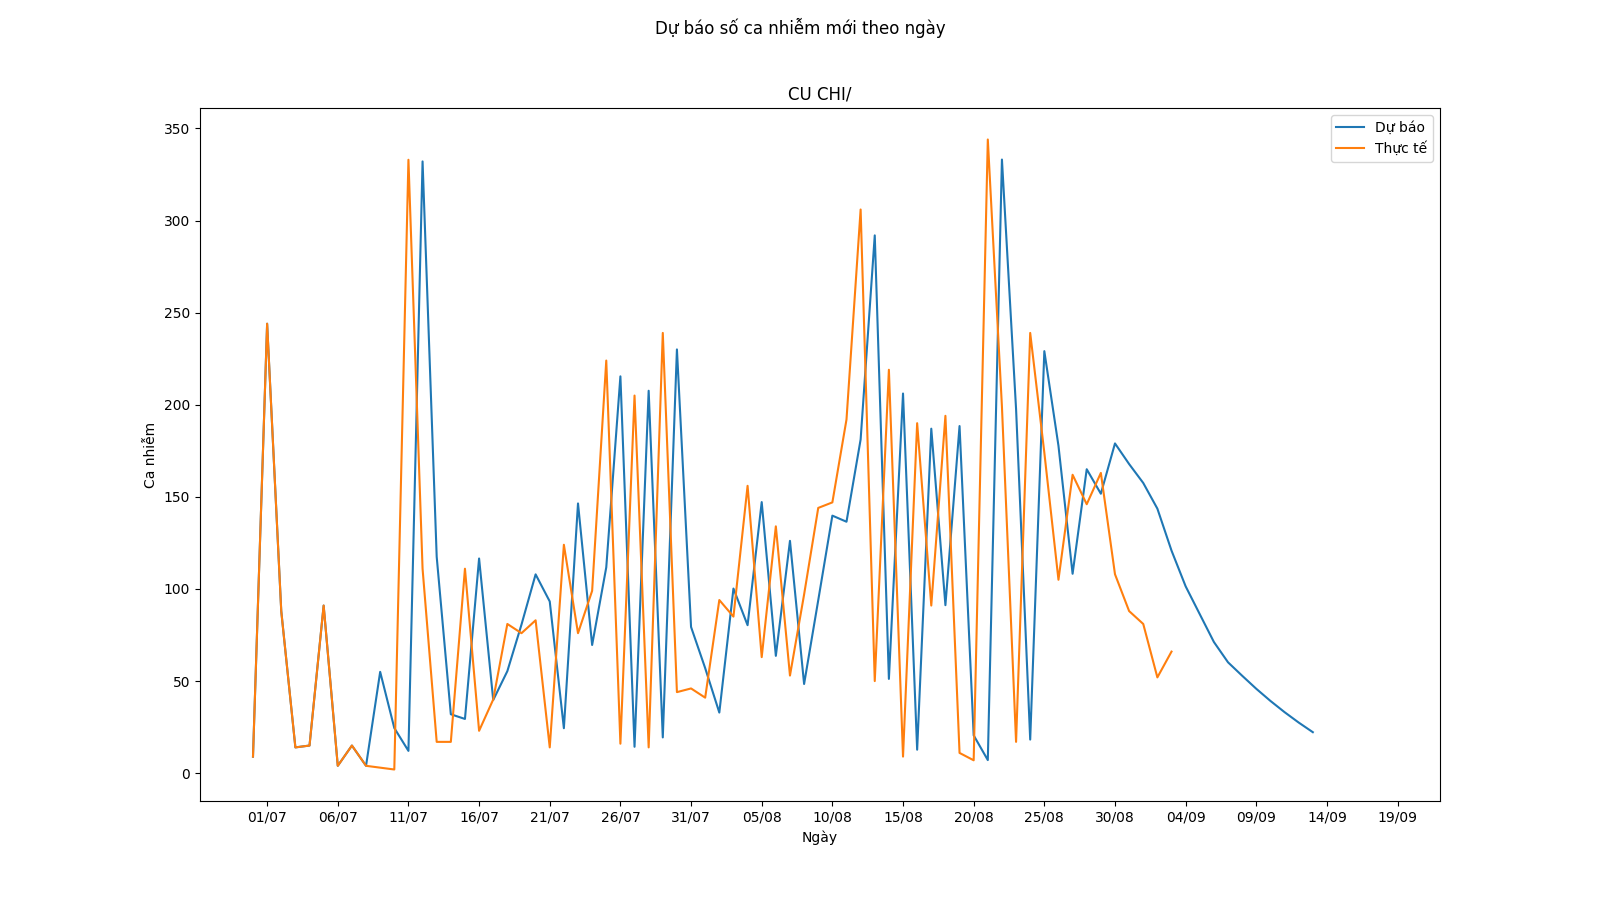 Dự báo số ca nhiễm mới theo ngày
CU CHI/
Dự báo
Thực tế
350
300
250
200
150
100
50
0
Ca nhiễm
01/07 06/07 11/07 16/07 21/07 26/07 31/07 05/08 10/08 15/08 20/08 25/08 30/08 04/09 09/09 14/09 19/09
Ngày